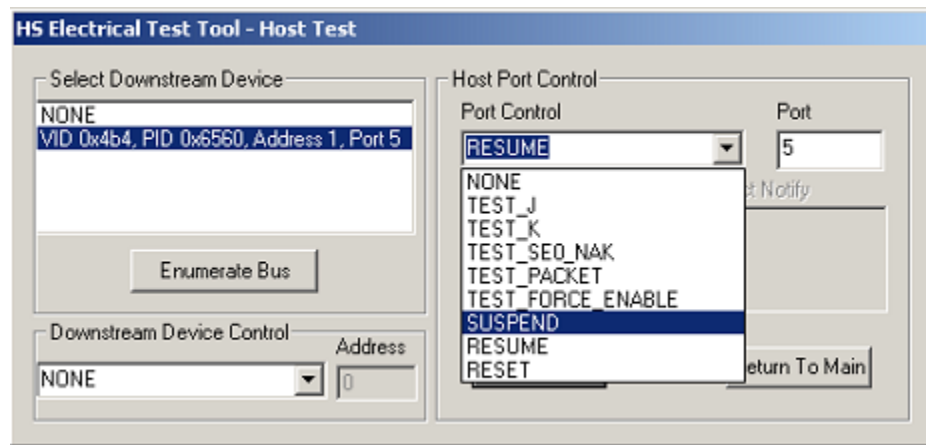 HS Electrical Test Tool - Host Test
Select Downstream Device
NONE
VID 0x4b4, PID 0x6560, Address 1, Port 5
Enumerate Bus
Downstream Device Control
Address
NONE
0
Host Port Control
Port Control
Port
RESUME
5
Notify
NONE
TEST_J
TEST_K
TEST_SE0_NAK
TEST_PACKET
TEST_FORCE_ENABLE
SUSPEND
RESUME
RESET
eturn To Main